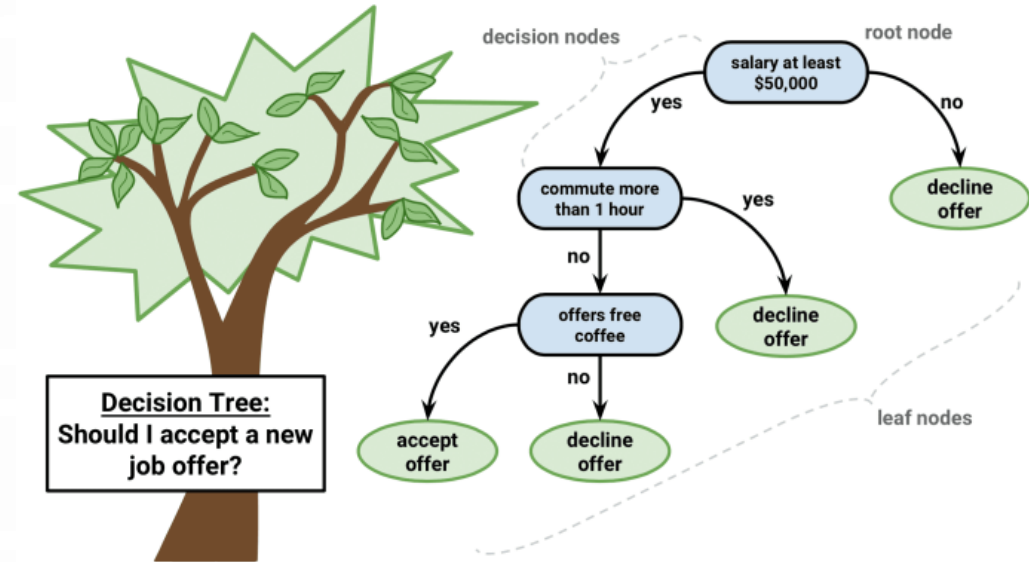 decision nodes
root node
salary at least
$50,000
yes
no
commute more
than 1 hour
yes
decline
offer
no
offers free
coffee
decline
offer
yes
no
leaf nodes
accept
offer
decline
offer
Decision Tree:
Should I accept a new
job offer?